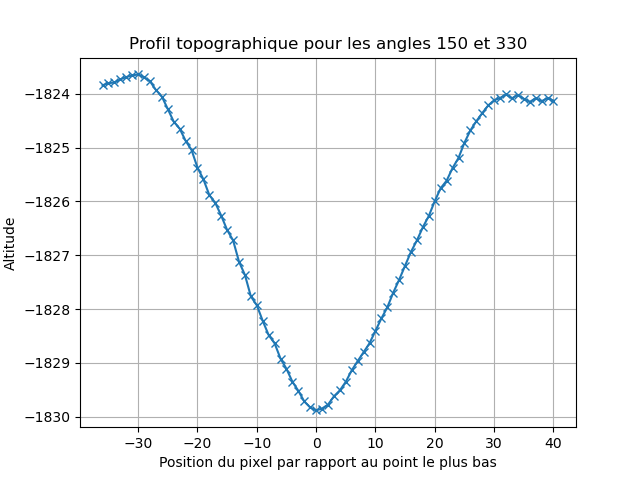 Profil topographique pour les angles 150 et 330
−1824
−1825
−1826
−1827
−1828
−1829
−1830
Altitude
−30 −20 −10 0 10 20 30 40
Position du pixel par rapport au point le plus bas